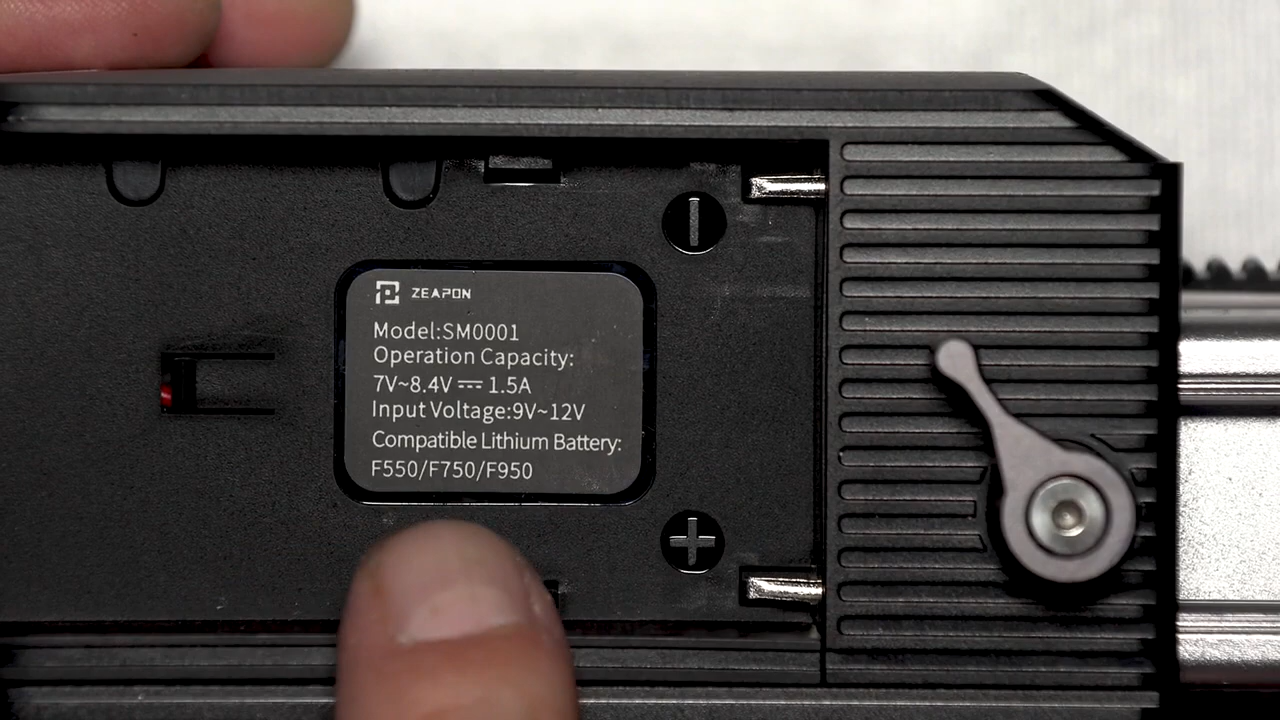 ZEAPON
Model:SM0001
Operation Capacity:
7V~8.4V ⎓ 1.5A
Input Voltage:9V~12V
Compatible Lithium Battery:
F550/F750/F950